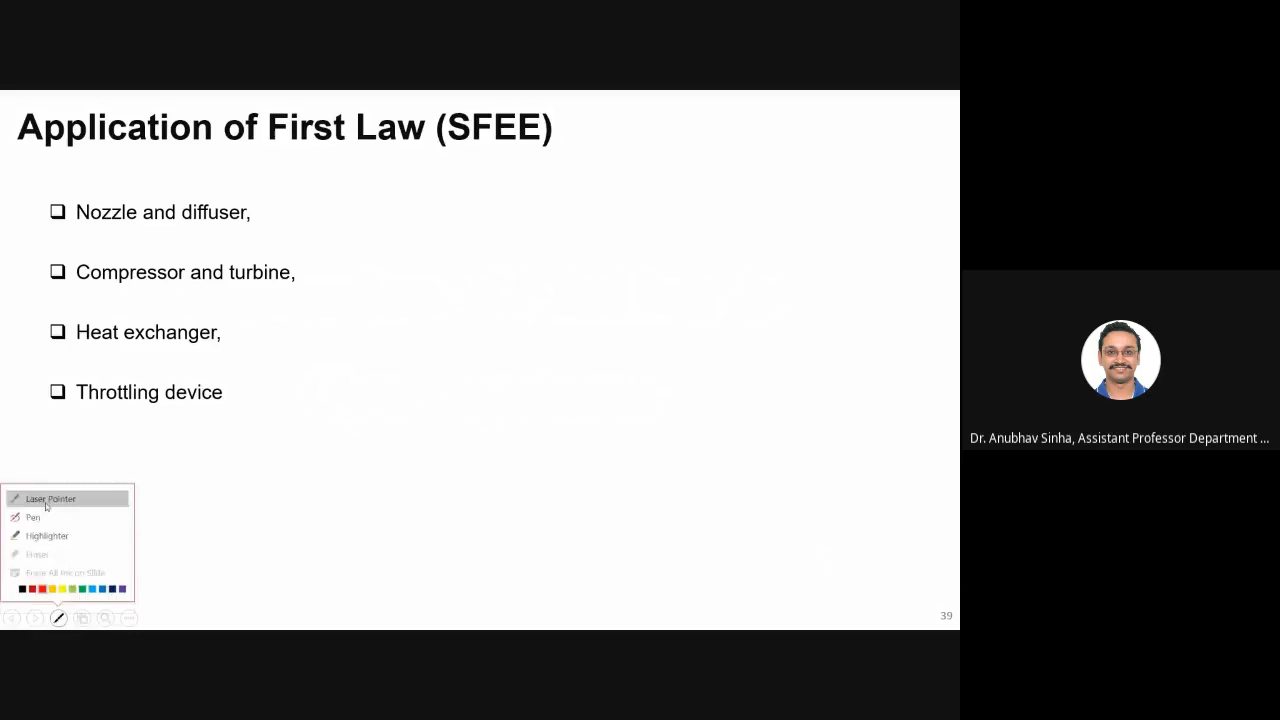 Application of First Law (SFEE)
Nozzle and diffuser,
Compressor and turbine,
Heat exchanger,
Throttling device
Laser Pointer
Pen
Highlighter
Eraser
Erase All Ink on Slide
39
Dr. Anubhav Sinha, Assistant Professor Department ...